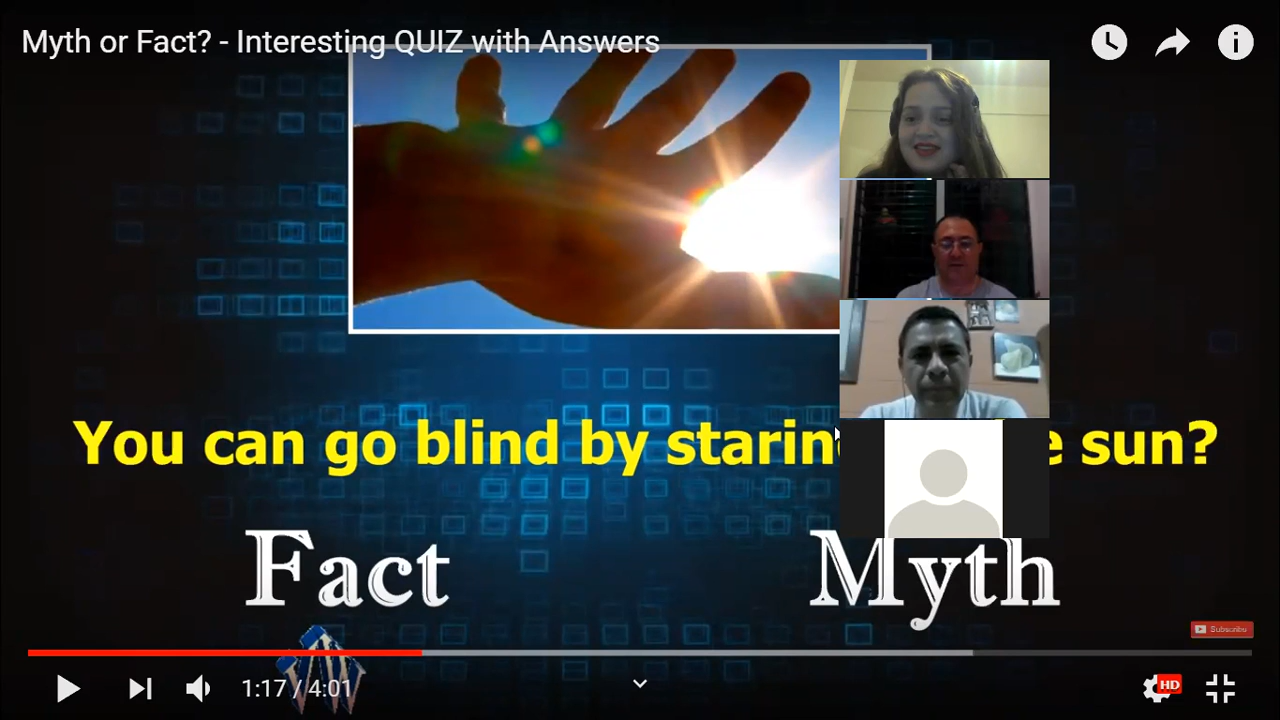 Myth or Fact? - Interesting QUIZ with Answers
You can go blind by starin e sun?
Fact
Myth
Subscribe
1:17 / 4:01
HD